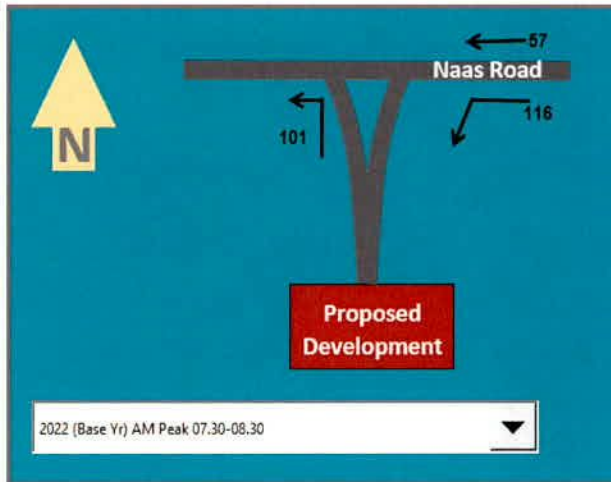 57
Naas Road
N
101
116
Proposed
Development
2022 (Base Yr) AM Peak 07.30-08.30